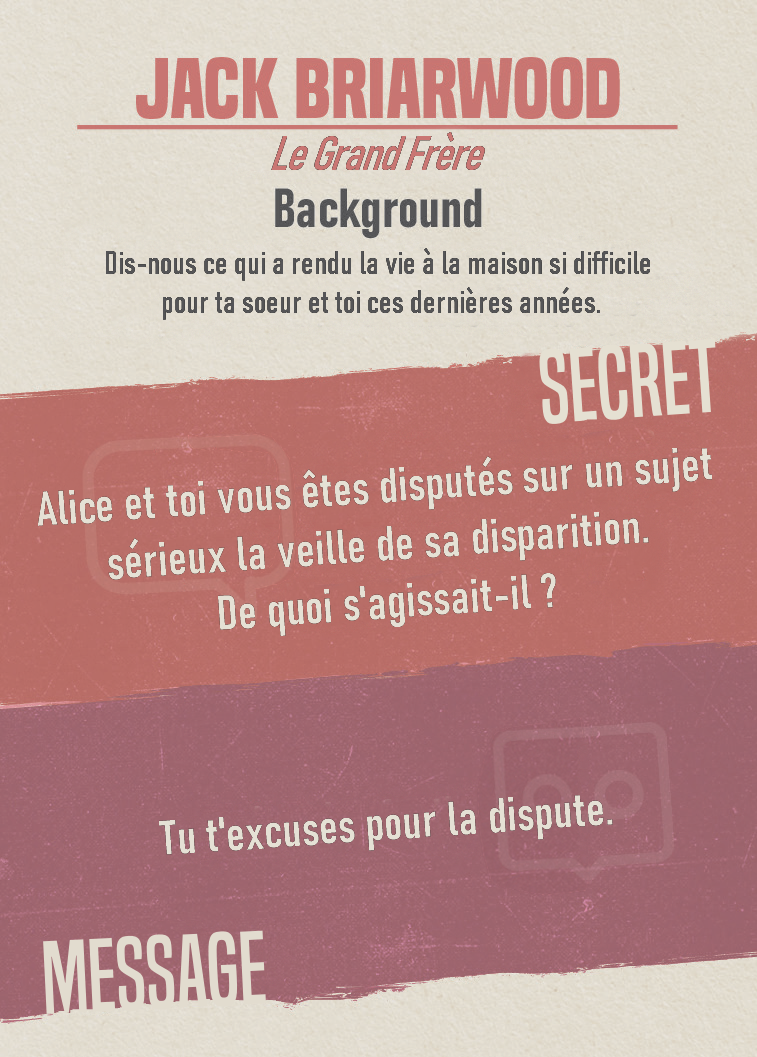 JACK BRIARWOOD
Le Grand Frère
Background
Dis-nous ce qui a rendu la vie à la maison si difficile
pour ta soeur et toi ces dernières années.
SECRET
Alice et toi vous êtes disputés sur un sujet
sérieux la veille de sa disparition.
De quoi s'agissait-il ?
Tu t'excuses pour la dispute.
MESSAGE